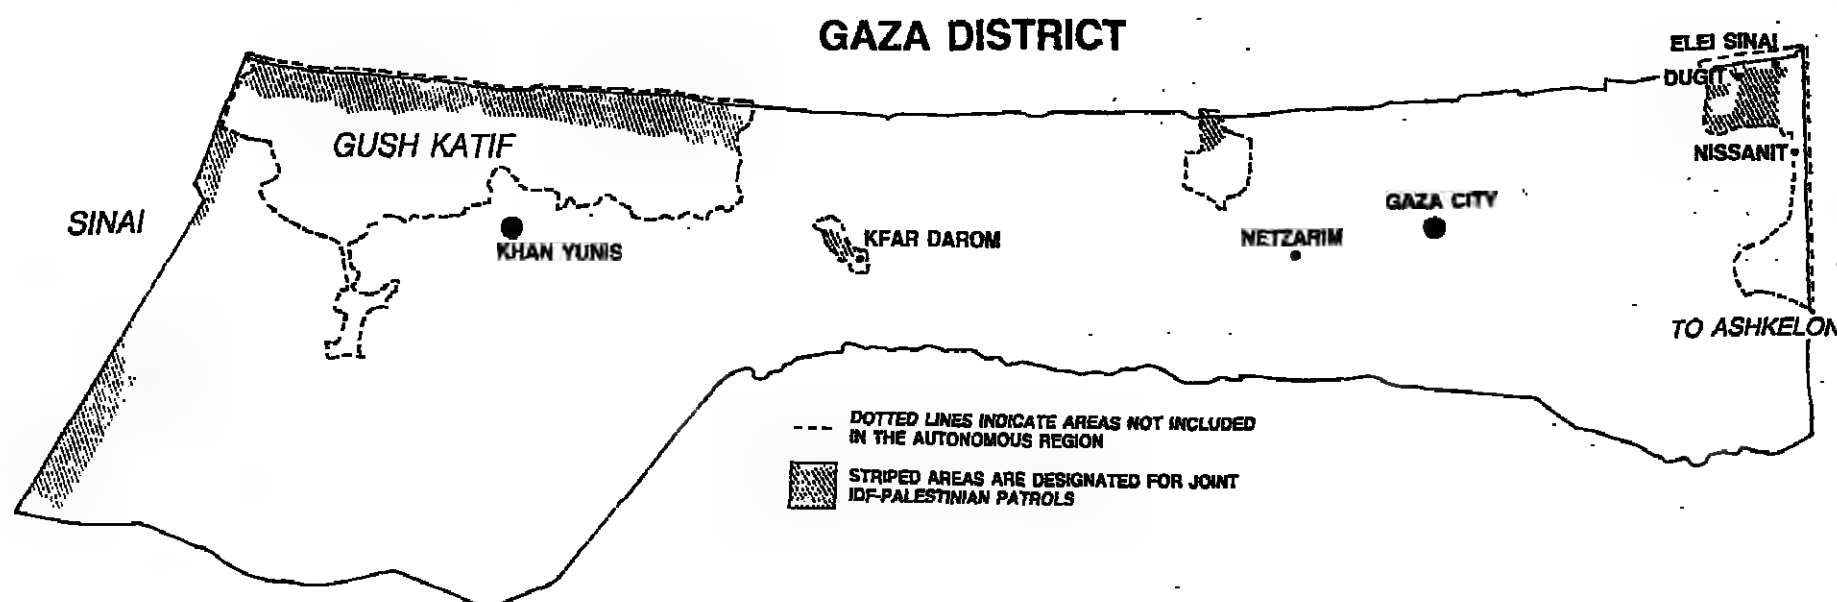 GAZA DISTRICT
ELEI SINAI
DUGIT
GUSH KATIF
NISSANIT
SINAI
GAZA CITY
KHAN YUNIS
KFAR DAROM
NETZARIM
TO ASHKELON
DOTTED LINES INDICATE AREAS NOT INCLUDED
IN THE AUTONOMOUS REGION
STRIPED AREAS ARE DESIGNATED FOR JOINT
IDF-PALESTINIAN PATROLS